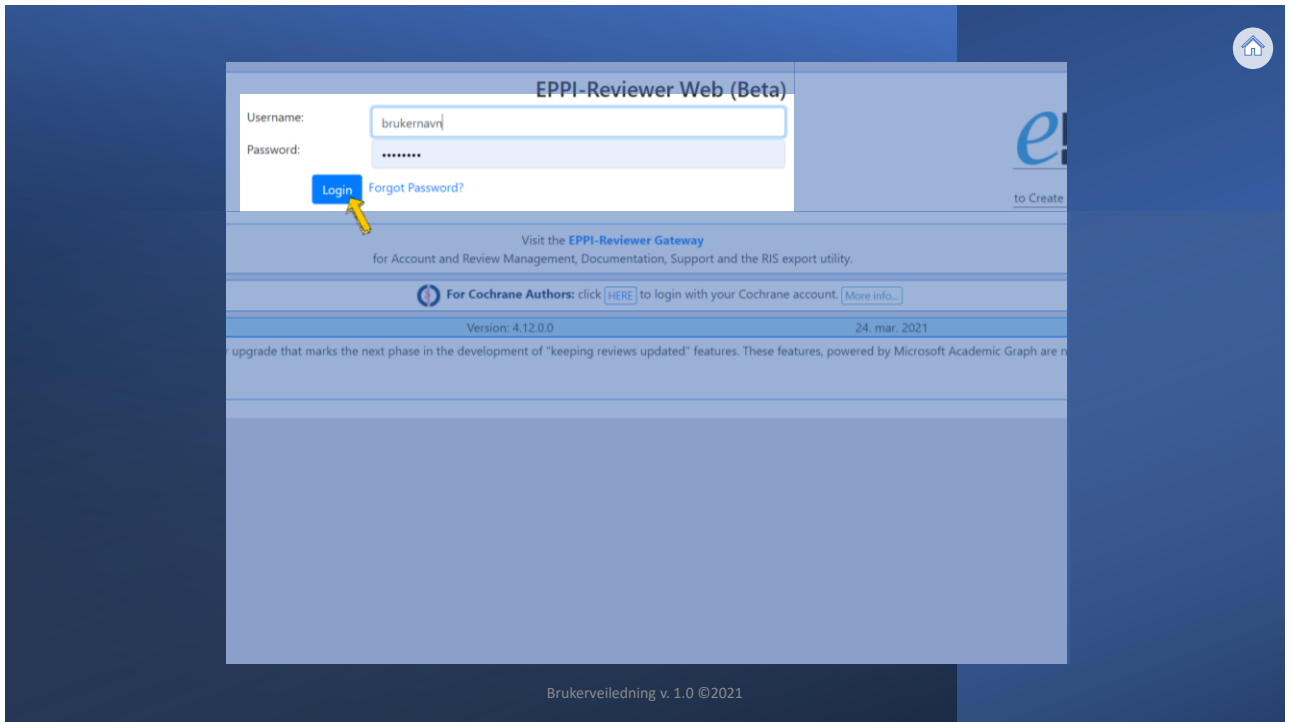 EPPI-Reviewer Web (Beta)
Username:
brukernavn
Password:
••••••••
Login
Forgot Password?
to Create
Visit the EPPI-Reviewer Gateway
for Account and Review Management, Documentation, Support and the RIS export utility.
For Cochrane Authors: click HERE to login with your Cochrane account. More info...
Version: 4.12.0.0
24. mar. 2021
upgrade that marks the next phase in the development of "keeping reviews updated" features. These features, powered by Microsoft Academic Graph are
Brukerveiledning v. 1.0 ©2021